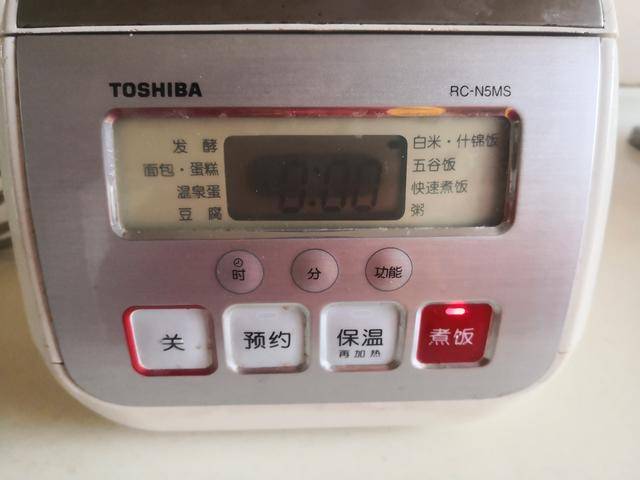 TOSHIBA
RC-N5MS
发 酵
面包·蛋糕
温泉蛋
豆 腐
白米·什锦饭
五谷饭
快速煮饭
粥
时
分
功能
关
预约
保温
再加热
煮饭